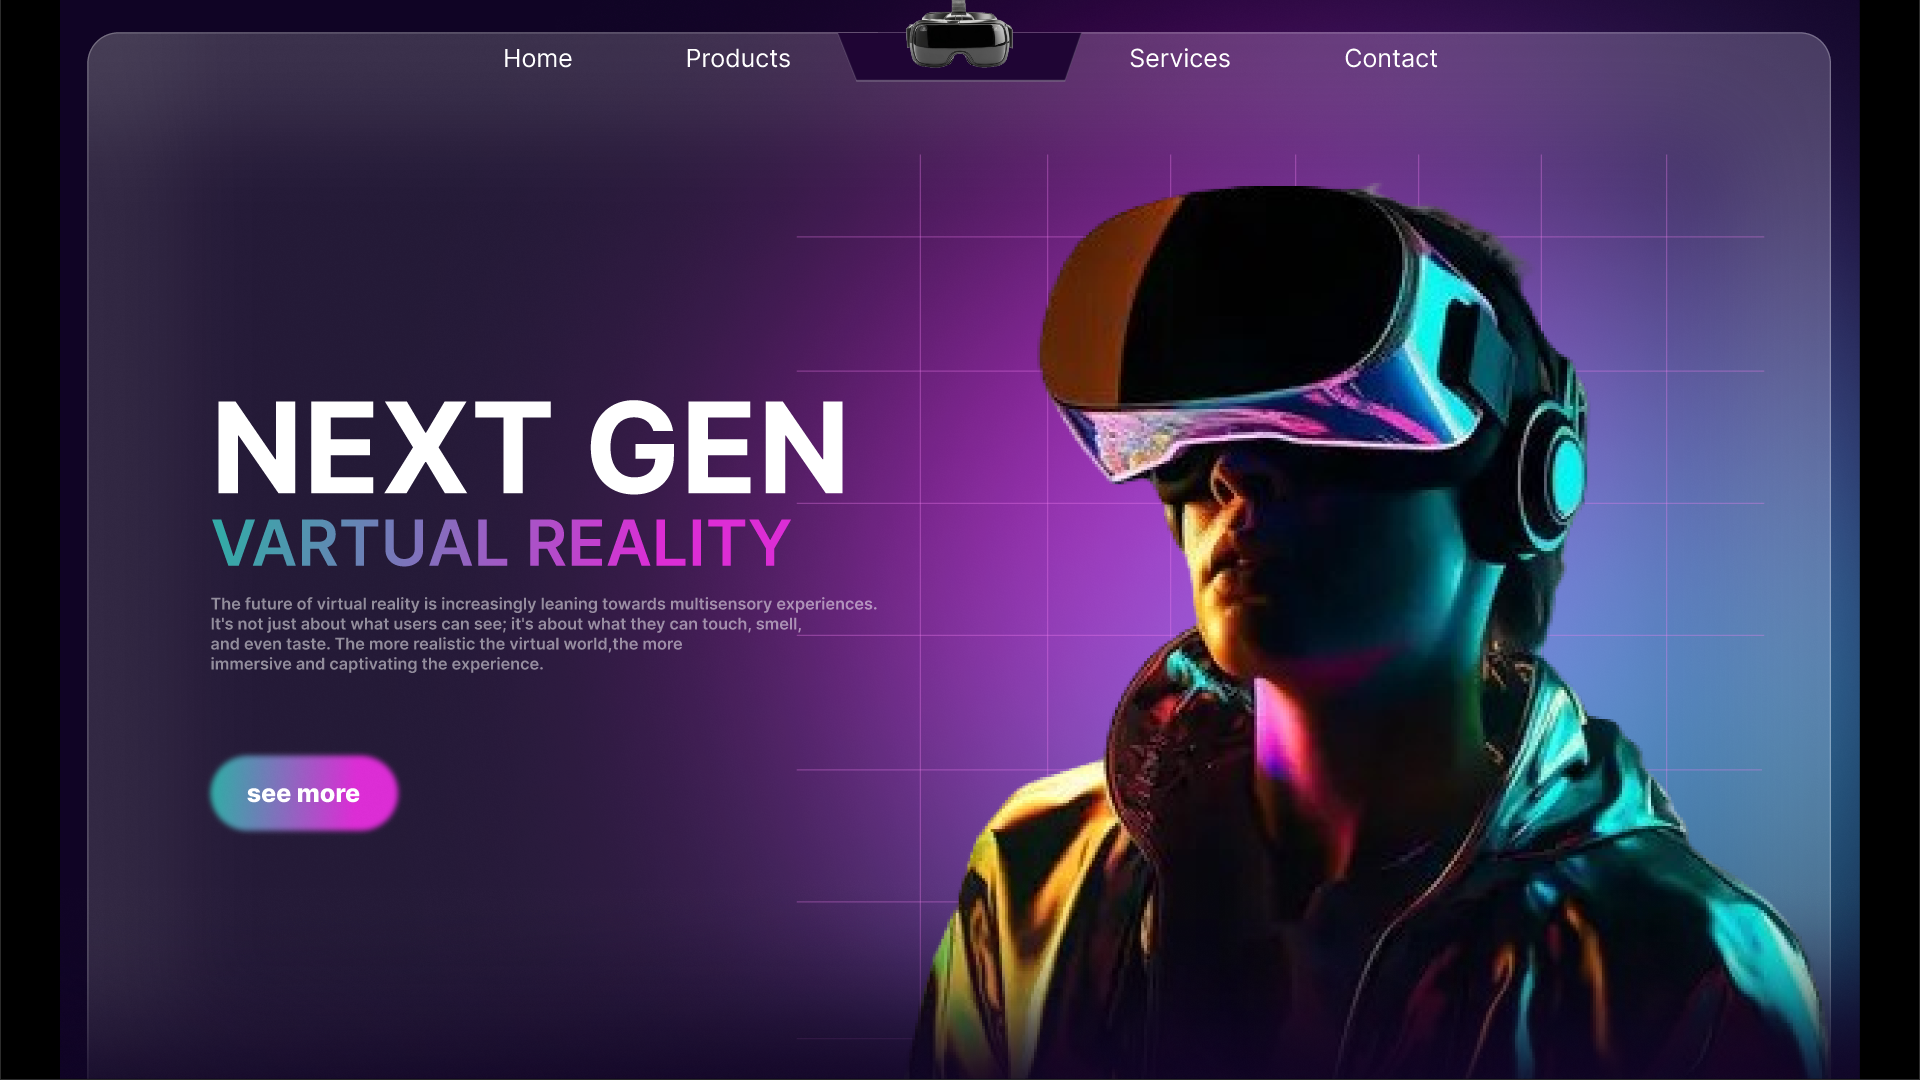 Home Products Services Contact
NEXT GEN
VARTUAL REALITY
The future of virtual reality is increasingly leaning towards multisensory experiences.
It's not just about what users can see; it's about what they can touch, smell,
and even taste. The more realistic the virtual world,the more
immersive and captivating the experience.
see more